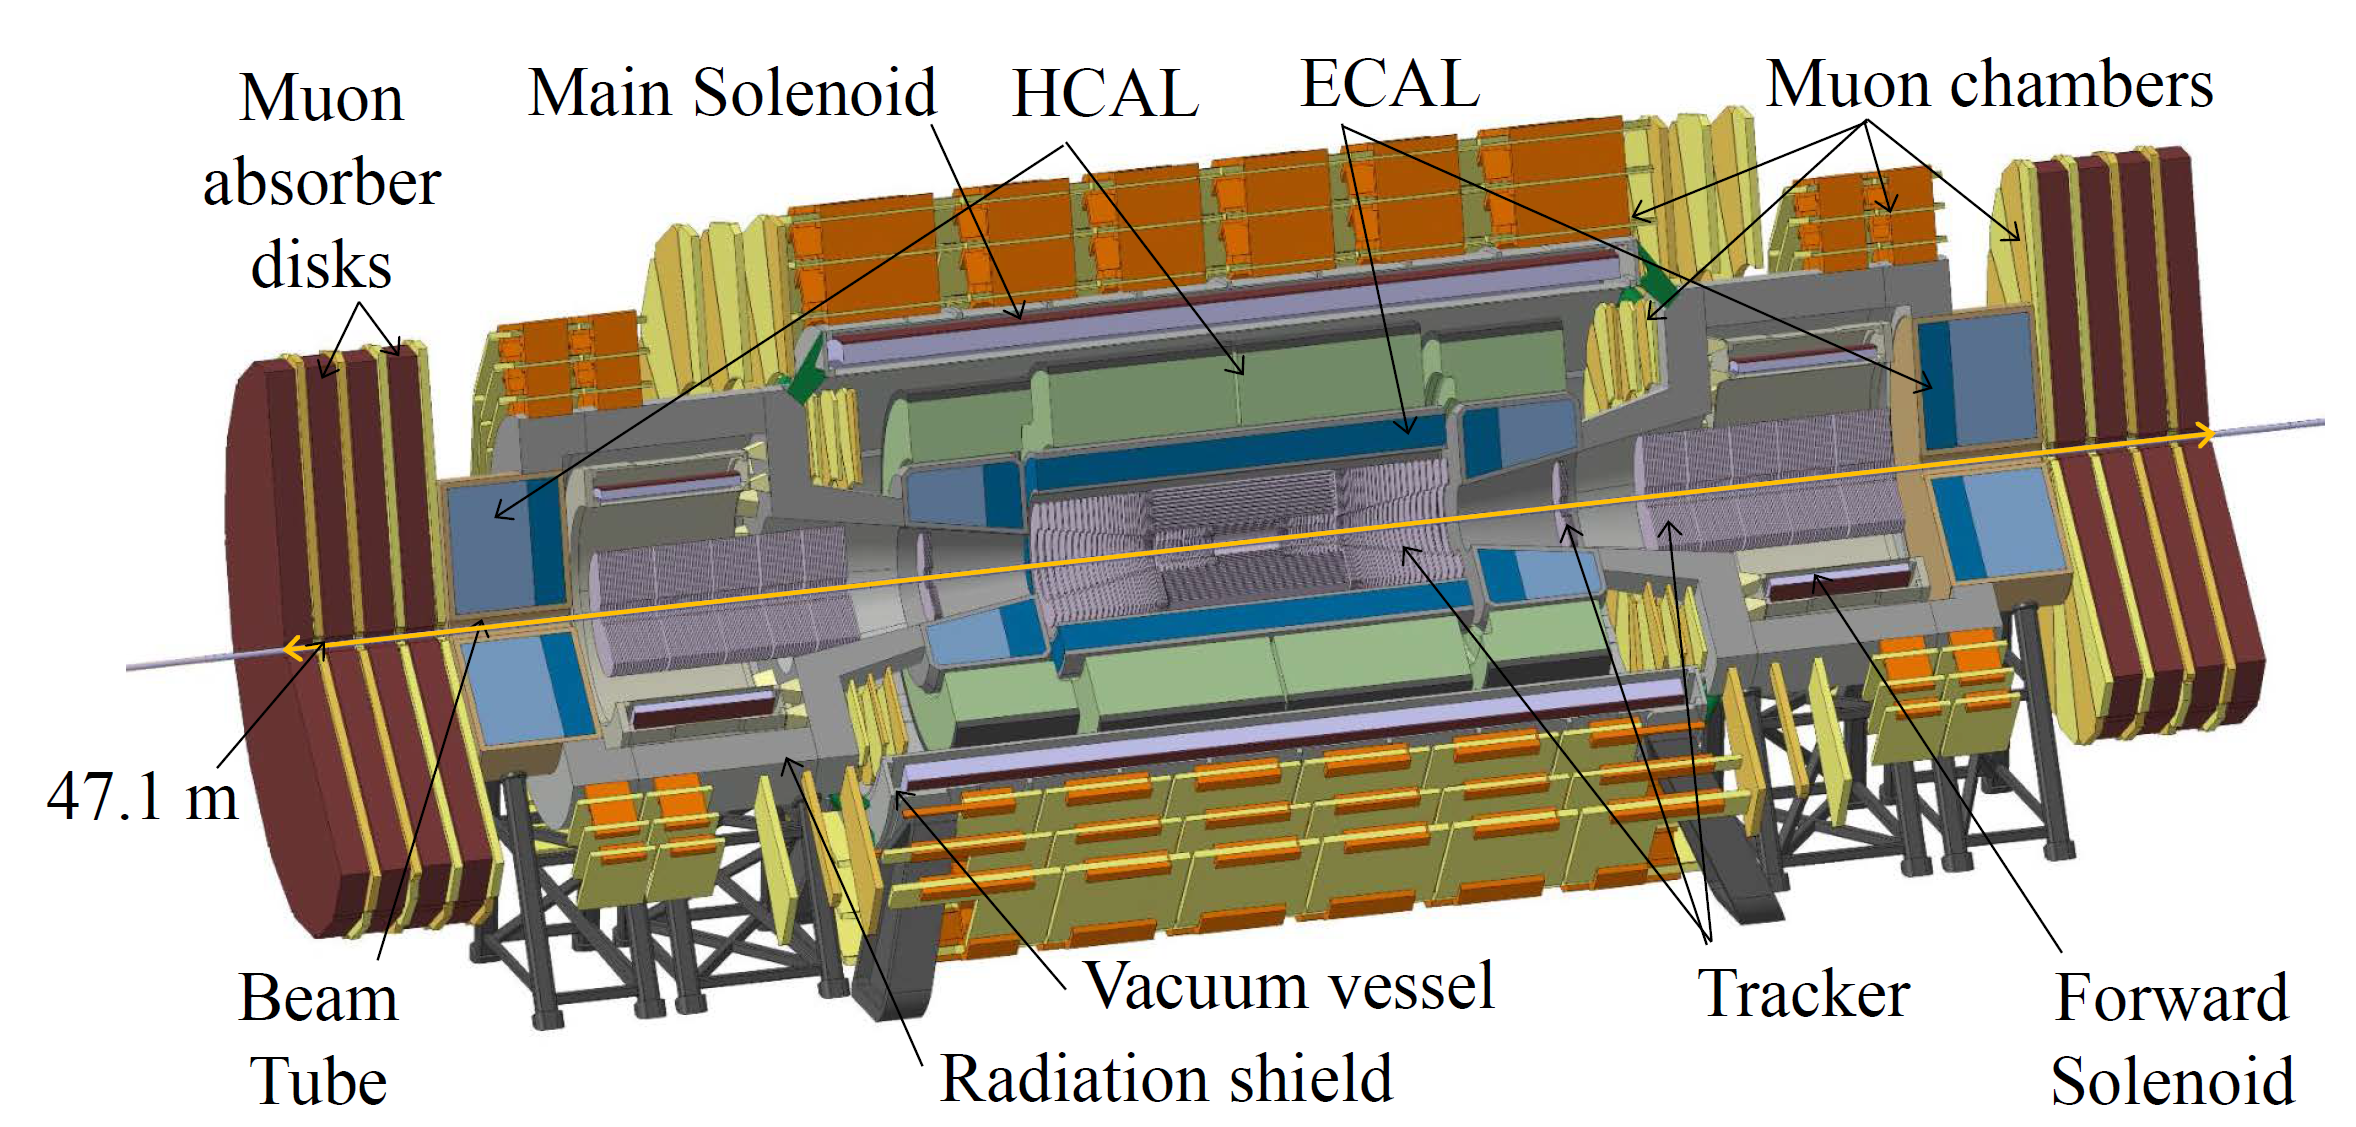 Muon
absorber
disks
Main Solenoid
HCAL
ECAL
Muon chambers
47.1 m
Beam
Tube
Vacuum vessel
Radiation shield
Tracker
Forward
Solenoid